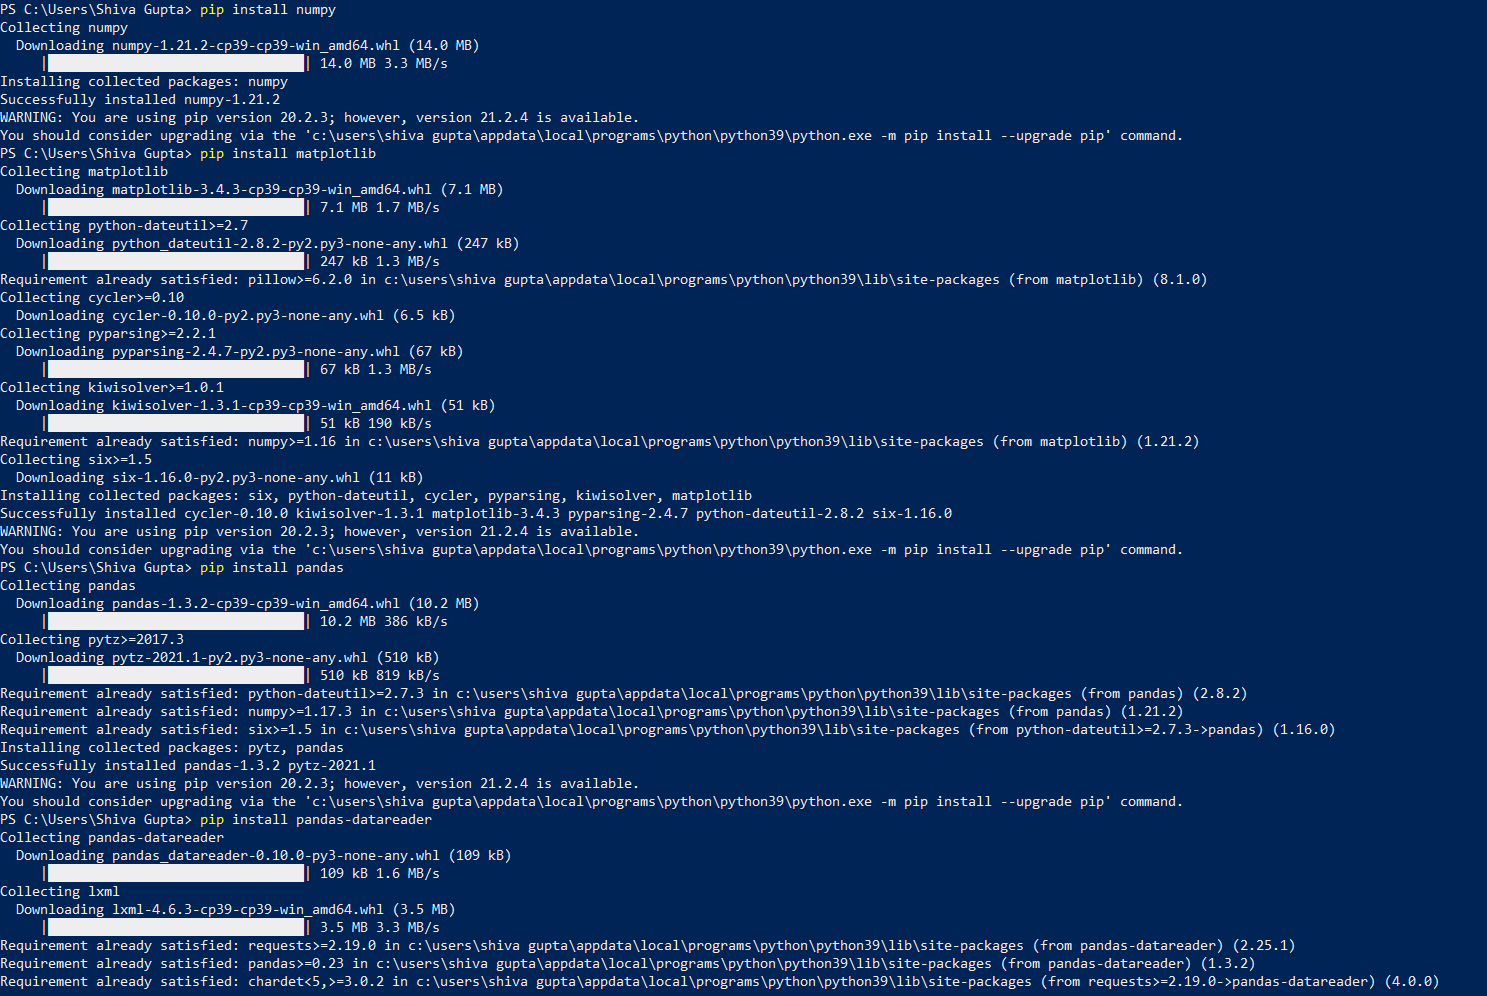 PS C:\Users\Shiva Gupta> pip install numpy
Collecting numpy
  Downloading numpy-1.21.2-cp39-cp39-win_amd64.whl (14.0 MB)
     |████████████████████████████████| 14.0 MB 3.3 MB/s
Installing collected packages: numpy
Successfully installed numpy-1.21.2
WARNING: You are using pip version 20.2.3; however, version 21.2.4 is available.
You should consider upgrading via the 'c:\users\shiva gupta\appdata\local\programs\python\python39\python.exe -m pip install --upgrade pip' command.
PS C:\Users\Shiva Gupta> pip install matplotlib
Collecting matplotlib
  Downloading matplotlib-3.4.3-cp39-cp39-win_amd64.whl (7.1 MB)
     |████████████████████████████████| 7.1 MB 1.7 MB/s
Collecting python-dateutil>=2.7
  Downloading python_dateutil-2.8.2-py2.py3-none-any.whl (247 kB)
     |████████████████████████████████| 247 kB 1.3 MB/s
Requirement already satisfied: pillow>=6.2.0 in c:\users\shiva gupta\appdata\local\programs\python\python39\lib\site-packages (from matplotlib) (8.1.0)
Collecting cycler>=0.10
  Downloading cycler-0.10.0-py2.py3-none-any.whl (6.5 kB)
Collecting pyparsing>=2.2.1
  Downloading pyparsing-2.4.7-py2.py3-none-any.whl (67 kB)
     |████████████████████████████████| 67 kB 1.3 MB/s
Collecting kiwisolver>=1.0.1
  Downloading kiwisolver-1.3.1-cp39-cp39-win_amd64.whl (51 kB)
     |████████████████████████████████| 51 kB 190 kB/s
Requirement already satisfied: numpy>=1.16 in c:\users\shiva gupta\appdata\local\programs\python\python39\lib\site-packages (from matplotlib) (1.21.2)
Collecting six>=1.5
  Downloading six-1.16.0-py2.py3-none-any.whl (11 kB)
Installing collected packages: six, python-dateutil, cycler, pyparsing, kiwisolver, matplotlib
Successfully installed cycler-0.10.0 kiwisolver-1.3.1 matplotlib-3.4.3 pyparsing-2.4.7 python-dateutil-2.8.2 six-1.16.0
WARNING: You are using pip version 20.2.3; however, version 21.2.4 is available.
You should consider upgrading via the 'c:\users\shiva gupta\appdata\local\programs\python\python39\python.exe -m pip install --upgrade pip' command.
PS C:\Users\Shiva Gupta> pip install pandas
Collecting pandas
  Downloading pandas-1.3.2-cp39-cp39-win_amd64.whl (10.2 MB)
     |████████████████████████████████| 10.2 MB 386 kB/s
Collecting pytz>=2017.3
  Downloading pytz-2021.1-py2.py3-none-any.whl (510 kB)
     |████████████████████████████████| 510 kB 819 kB/s
Requirement already satisfied: python-dateutil>=2.7.3 in c:\users\shiva gupta\appdata\local\programs\python\python39\lib\site-packages (from pandas) (2.8.2)
Requirement already satisfied: numpy>=1.17.3 in c:\users\shiva gupta\appdata\local\programs\python\python39\lib\site-packages (from pandas) (1.21.2)
Requirement already satisfied: six>=1.5 in c:\users\shiva gupta\appdata\local\programs\python\python39\lib\site-packages (from python-dateutil>=2.7.3->pandas) (1.16.0)
Installing collected packages: pytz, pandas
Successfully installed pandas-1.3.2 pytz-2021.1
WARNING: You are using pip version 20.2.3; however, version 21.2.4 is available.
You should consider upgrading via the 'c:\users\shiva gupta\appdata\local\programs\python\python39\python.exe -m pip install --upgrade pip' command.
PS C:\Users\Shiva Gupta> pip install pandas-datareader
Collecting pandas-datareader
  Downloading pandas_datareader-0.10.0-py3-none-any.whl (109 kB)
     |████████████████████████████████| 109 kB 1.6 MB/s
Collecting lxml
  Downloading lxml-4.6.3-cp39-cp39-win_amd64.whl (3.5 MB)
     |████████████████████████████████| 3.5 MB 3.3 MB/s
Requirement already satisfied: requests>=2.19.0 in c:\users\shiva gupta\appdata\local\programs\python\python39\lib\site-packages (from pandas-datareader) (2.25.1)
Requirement already satisfied: pandas>=0.23 in c:\users\shiva gupta\appdata\local\programs\python\python39\lib\site-packages (from pandas-datareader) (1.3.2)
Requirement already satisfied: chardet<5,>=3.0.2 in c:\users\shiva gupta\appdata\local\programs\python\python39\lib\site-packages (from requests>=2.19.0->pandas-datareader) (4.0.0)